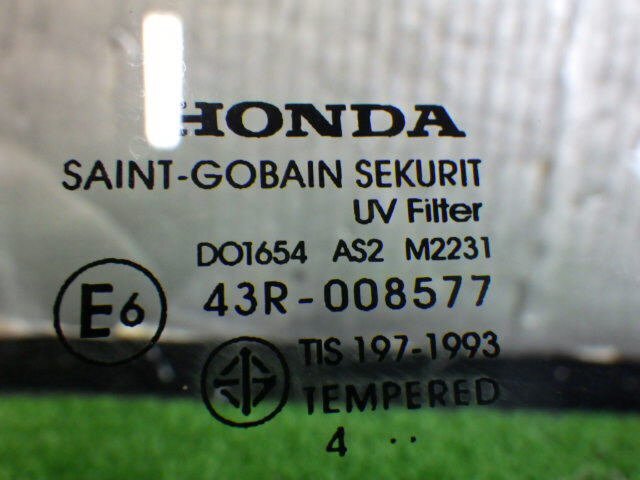 HONDA
SAINT-GOBAIN SEKURIT
UV Filter
DO1654 AS2 M2231
E6 43R-008577
TIS 197-1993
TEMPERED
4 ..